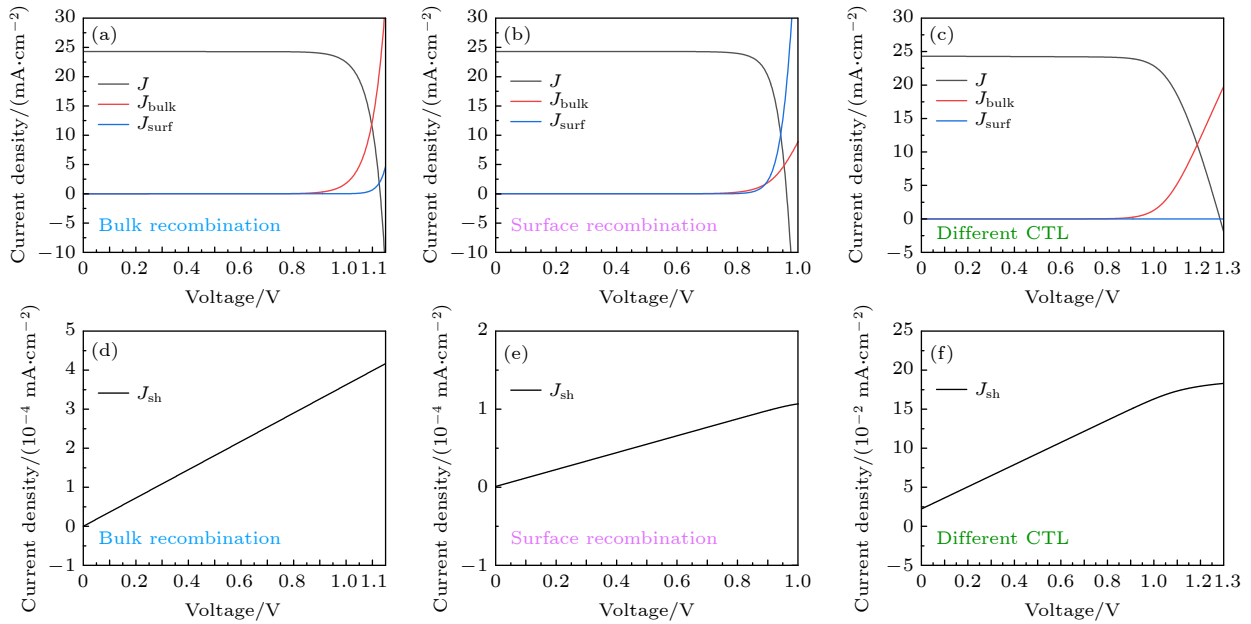 Current density/(mA·cm⁻²)
30
25
20
15
10
5
0
−5
−10
(a)
J
J_bulk
J_surf
Bulk recombination
0 0.2 0.4 0.6 0.8 1.0 1.1
Voltage/V
Current density/(mA·cm⁻²)
30
25
20
15
10
5
0
−5
−10
(b)
J
J_bulk
J_surf
Surface recombination
0 0.2 0.4 0.6 0.8 1.0
Voltage/V
Current density/(mA·cm⁻²)
30
25
20
15
10
5
0
−5
(c)
J
J_bulk
J_surf
Different CTL
0 0.2 0.4 0.6 0.8 1.0 1.2 1.3
Voltage/V
Current density/(10⁻⁴ mA·cm⁻²)
5
4
3
2
1
0
−1
(d)
J_sh
Bulk recombination
0 0.2 0.4 0.6 0.8 1.0 1.1
Voltage/V
Current density/(10⁻⁴ mA·cm⁻²)
2
1
0
−1
(e)
J_sh
Surface recombination
0 0.2 0.4 0.6 0.8 1.0
Voltage/V
Current density/(10⁻² mA·cm⁻²)
25
20
15
10
5
0
−5
(f)
J_sh
Different CTL
0 0.2 0.4 0.6 0.8 1.0 1.2 1.3
Voltage/V